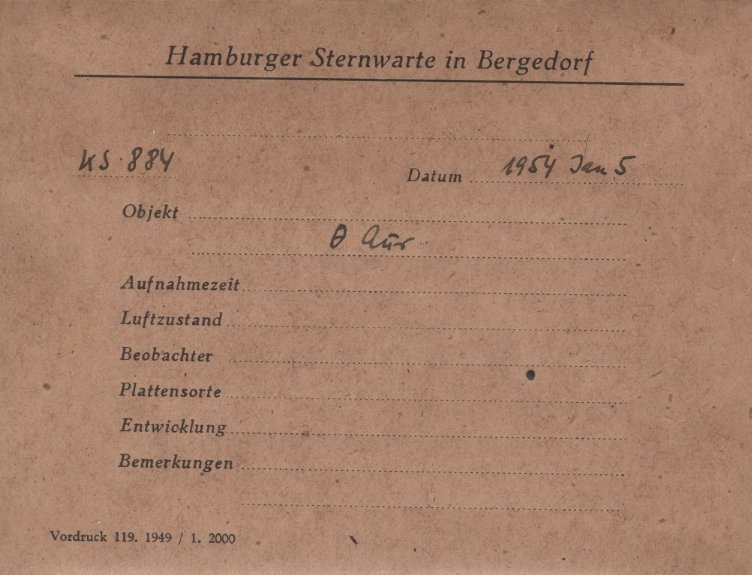 Hamburger Sternwarte in Bergedorf
KS 884 Datum 1954 Jan 5
Objekt
θ Aur
Aufnahmezeit
Luftzustand
Beobachter
Plattensorte
Entwicklung
Bemerkungen
Vordruck 119. 1949 / 1. 2000